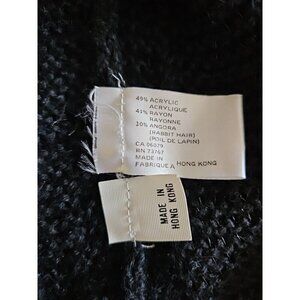 49% ACRYLIC
ACRYLIQUE
41% RAYON
RAYONNE
10% ANGORA
(RABBIT HAIR)
(POIL DE LAPIN)
CA 06079
RN 73767
MADE IN
FABRIQUE A HONG KONG
MADE IN
HONG KONG